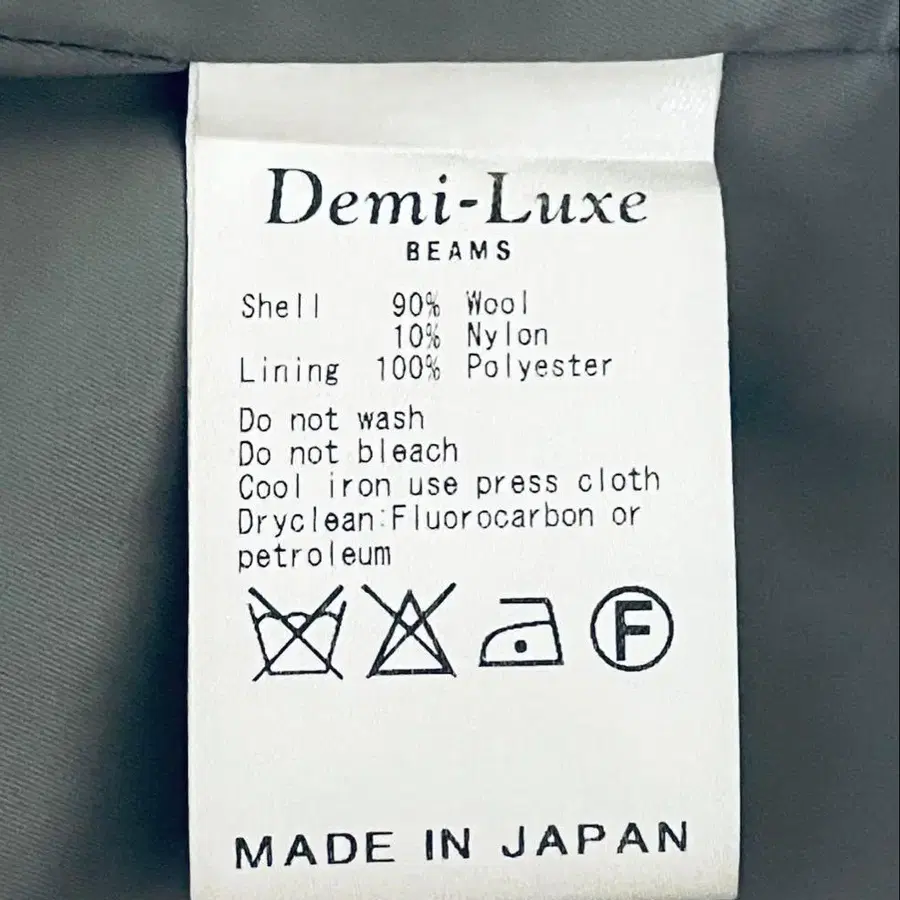 Demi-Luxe
BEAMS
Shell 90% Wool
10% Nylon
Lining 100% Polyester
Do not wash
Do not bleach
Cool iron use press cloth
Dryclean:Fluorocarbon or
petroleum
F
MADE IN JAPAN